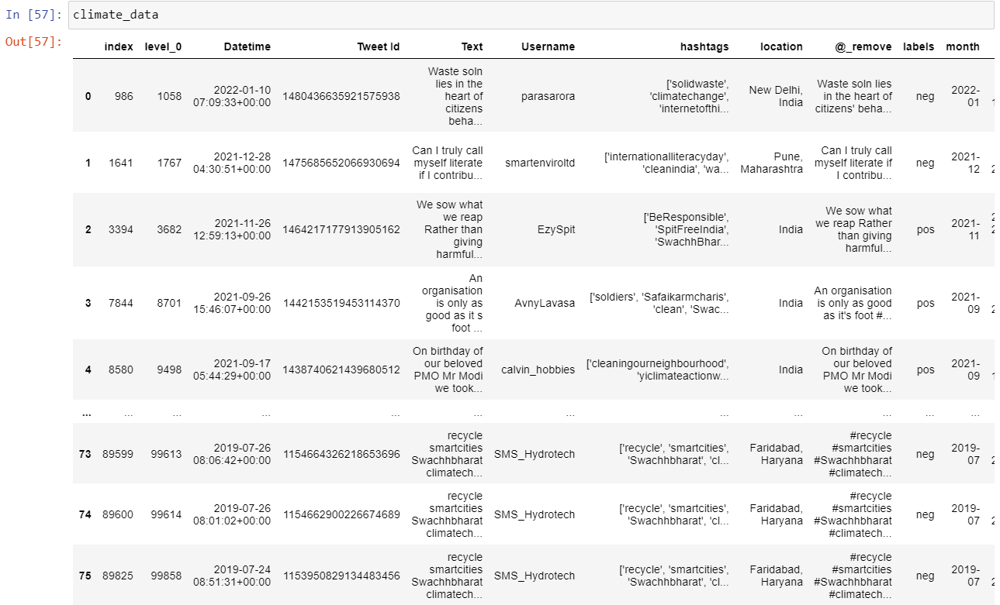 In [57]: climate_data
Out[57]:
index level_0 Datetime Tweet Id Text Username hashtags location @_remove labels month
0 986 1058 2022-01-10 07:09:33+00:00 1480436635921575938 Waste soln lies in the heart of citizens beha... parasarora ['solidwaste', 'climatechange', 'internetofthi... New Delhi, India Waste soln lies in the heart of citizens' beha... neg 2022-01
1 1641 1767 2021-12-28 04:30:51+00:00 1475685652066930694 Can I truly call myself literate if I contribu... smartenviroltd ['internationalliteracyday', 'cleanindia', 'wa... Pune, Maharashtra Can I truly call myself literate if I contribu... neg 2021-12
2 3394 3682 2021-11-26 12:59:13+00:00 1464217177913905162 We sow what we reap Rather than giving harmful... EzySpit ['BeResponsible', 'SpitFreeIndia', 'SwachhBhar... India We sow what we reap Rather than giving harmful... pos 2021-11
3 7844 8701 2021-09-26 15:46:07+00:00 1442153519453114370 An organisation is only as good as it s foot ... AvnyLavasa ['soldiers', 'Safaikarmcharis', 'clean', 'Swac... India An organisation is only as good as it's foot #... pos 2021-09
4 8580 9498 2021-09-17 05:44:29+00:00 1438740621439680512 On birthday of our beloved PMO Mr Modi we took... calvin_hobbies ['cleaningourneighbourhood', 'yiclimateactionw... India On birthday of our beloved PMO Mr Modi we took... pos 2021-09
... ... ... ... ... ... ... ... ... ... ... ...
73 89599 99613 2019-07-26 08:06:42+00:00 1154664326218653696 recycle smartcities Swachhbharat climatech... SMS_Hydrotech ['recycle', 'smartcities', 'Swachhbharat', 'cl... Faridabad, Haryana #recycle #smartcities #Swachhbharat #climatech... neg 2019-07
74 89600 99614 2019-07-26 08:01:02+00:00 1154662900226674689 recycle smartcities Swachhbharat climatech... SMS_Hydrotech ['recycle', 'smartcities', 'Swachhbharat', 'cl... Faridabad, Haryana #recycle #smartcities #Swachhbharat #climatech... neg 2019-07
75 89825 99858 2019-07-24 08:51:31+00:00 1153950829134483456 recycle smartcities Swachhbharat climatech... SMS_Hydrotech ['recycle', 'smartcities', 'Swachhbharat', 'cl... Faridabad, Haryana #recycle #smartcities #Swachhbharat #climatech... neg 2019-07